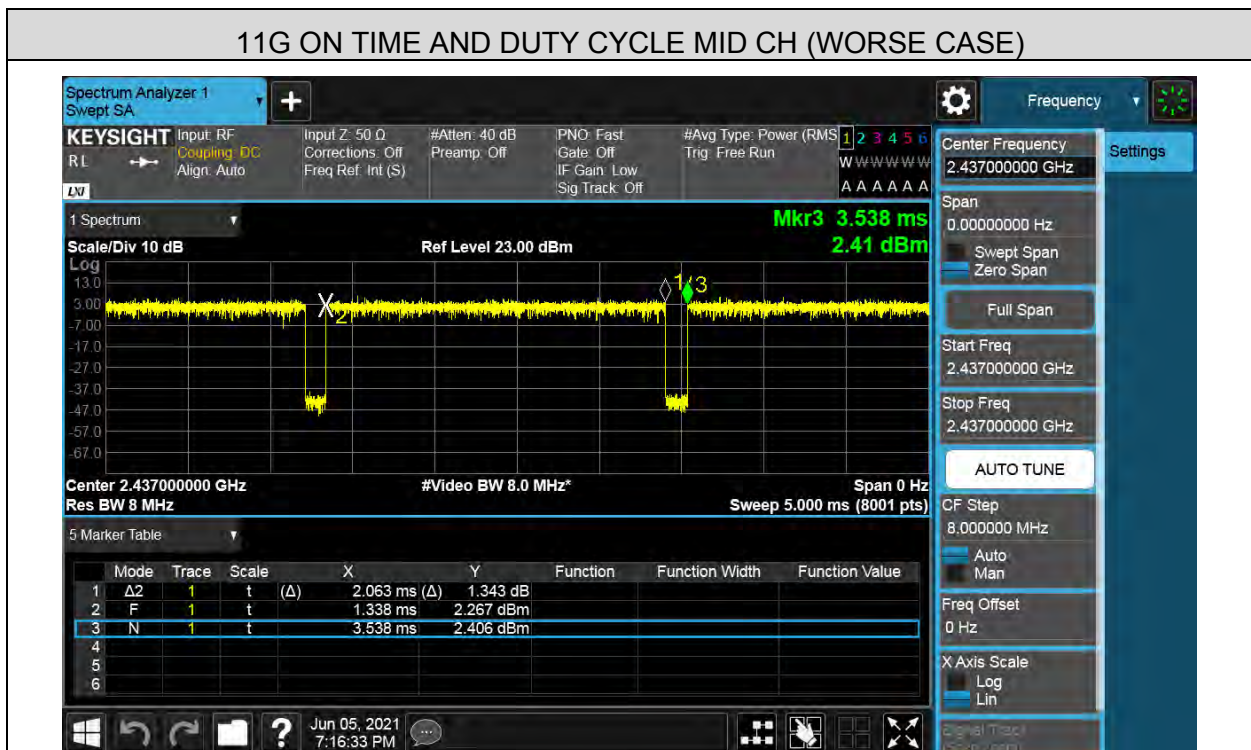 11G ON TIME AND DUTY CYCLE MID CH (WORSE CASE)
Spectrum Analyzer 1
Swept SA
+
Frequency
KEYSIGHT
RL
LXI
Input: RF
Coupling: DC
Align: Auto
Input Z: 50 Ω
Corrections: Off
Freq Ref: Int (S)
#Atten: 40 dB
Preamp: Off
PNO: Fast
Gate: Off
IF Gain: Low
Sig Track: Off
#Avg Type: Power (RMS
Trig: Free Run
1 2 3 4 5 6
W W W W W W
A A A A A A
Center Frequency
2.437000000 GHz
Settings
Span
0.00000000 Hz
Swept Span
Zero Span
Full Span
Start Freq
2.437000000 GHz
Stop Freq
2.437000000 GHz
AUTO TUNE
CF Step
8.000000 MHz
Auto
Man
Freq Offset
0 Hz
X Axis Scale
Log
Lin
1 Spectrum
Mkr3 3.538 ms
2.41 dBm
Scale/Div 10 dB
Ref Level 23.00 dBm
Log
13.0
3.00
-7.00
-17.0
-27.0
-37.0
-47.0
-57.0
-67.0
X2
1/3
Center 2.437000000 GHz
#Video BW 8.0 MHz*
Span 0 Hz
Res BW 8 MHz
Sweep 5.000 ms (8001 pts)
5 Marker Table
Mode Trace Scale X Y Function Function Width Function Value
1 Δ2 1 t (Δ) 2.063 ms (Δ) 1.343 dB
2 F 1 t 1.338 ms 2.267 dBm
3 N 1 t 3.538 ms 2.406 dBm
4
5
6
?
Jun 05, 2021
7:16:33 PM